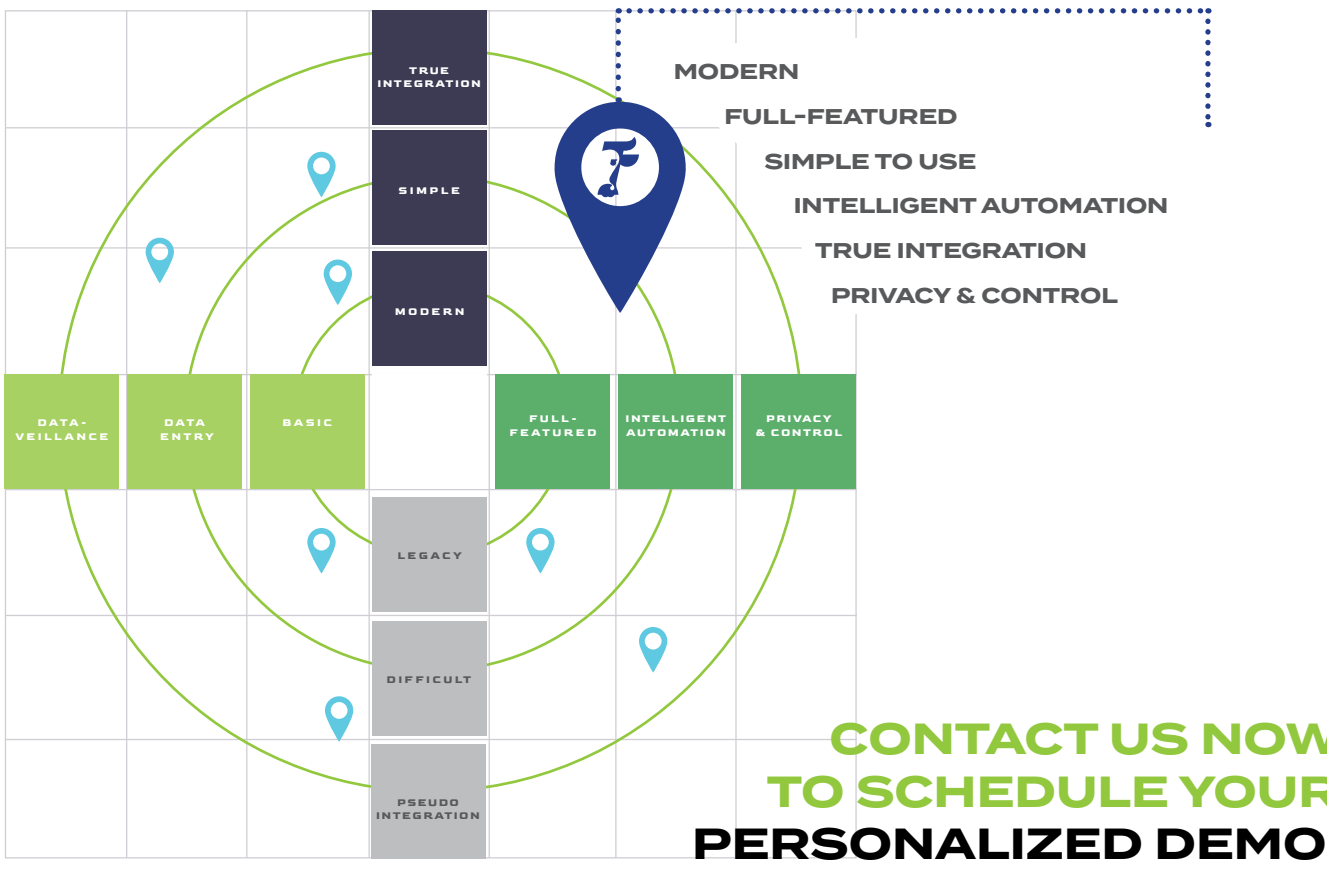 TRUE
INTEGRATION
SIMPLE
MODERN
DATA-
VEILLANCE
DATA
ENTRY
BASIC
FULL-
FEATURED
INTELLIGENT
AUTOMATION
PRIVACY
& CONTROL
LEGACY
DIFFICULT
PSEUDO
INTEGRATION
F
MODERN
FULL-FEATURED
SIMPLE TO USE
INTELLIGENT AUTOMATION
TRUE INTEGRATION
PRIVACY & CONTROL
CONTACT US NOW
TO SCHEDULE YOUR
PERSONALIZED DEMO